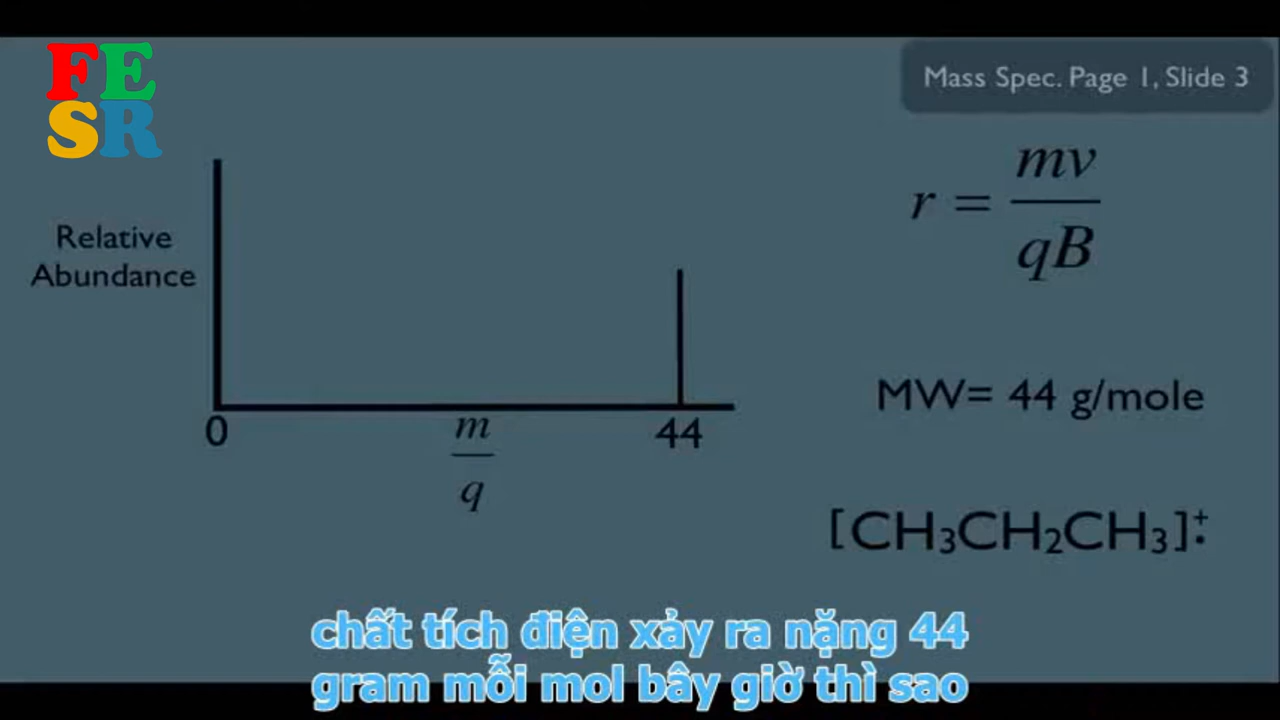 FE
SR
Mass Spec. Page 1, Slide 3
r = mv/qB
Relative
Abundance
0
m/q
44
MW= 44 g/mole
[CH₃CH₂CH₃]⁺•
chất tích điện xảy ra nặng 44
gram mỗi mol bây giờ thì sao